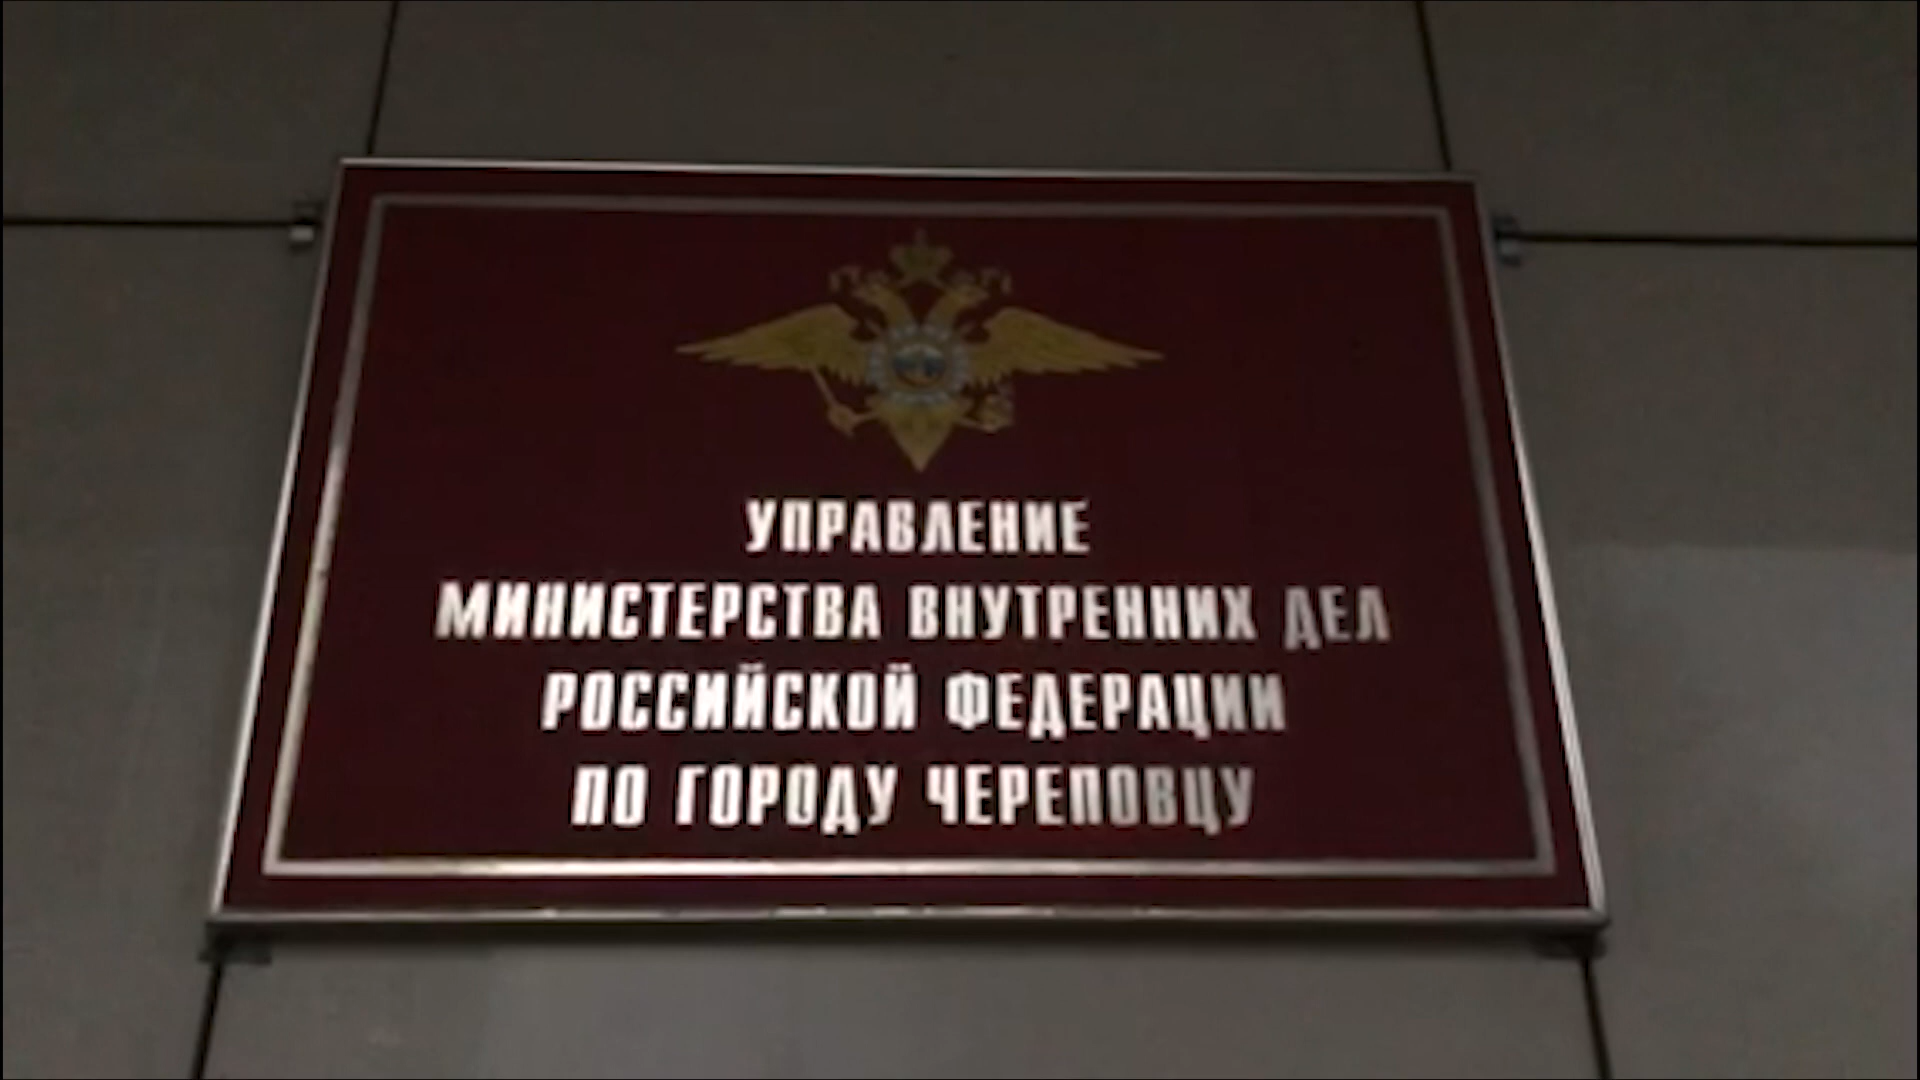 УПРАВЛЕНИЕ
МИНИСТЕРСТВА ВНУТРЕННИХ ДЕЛ
РОССИЙСКОЙ ФЕДЕРАЦИИ
ПО ГОРОДУ ЧЕРЕПОВЦУ